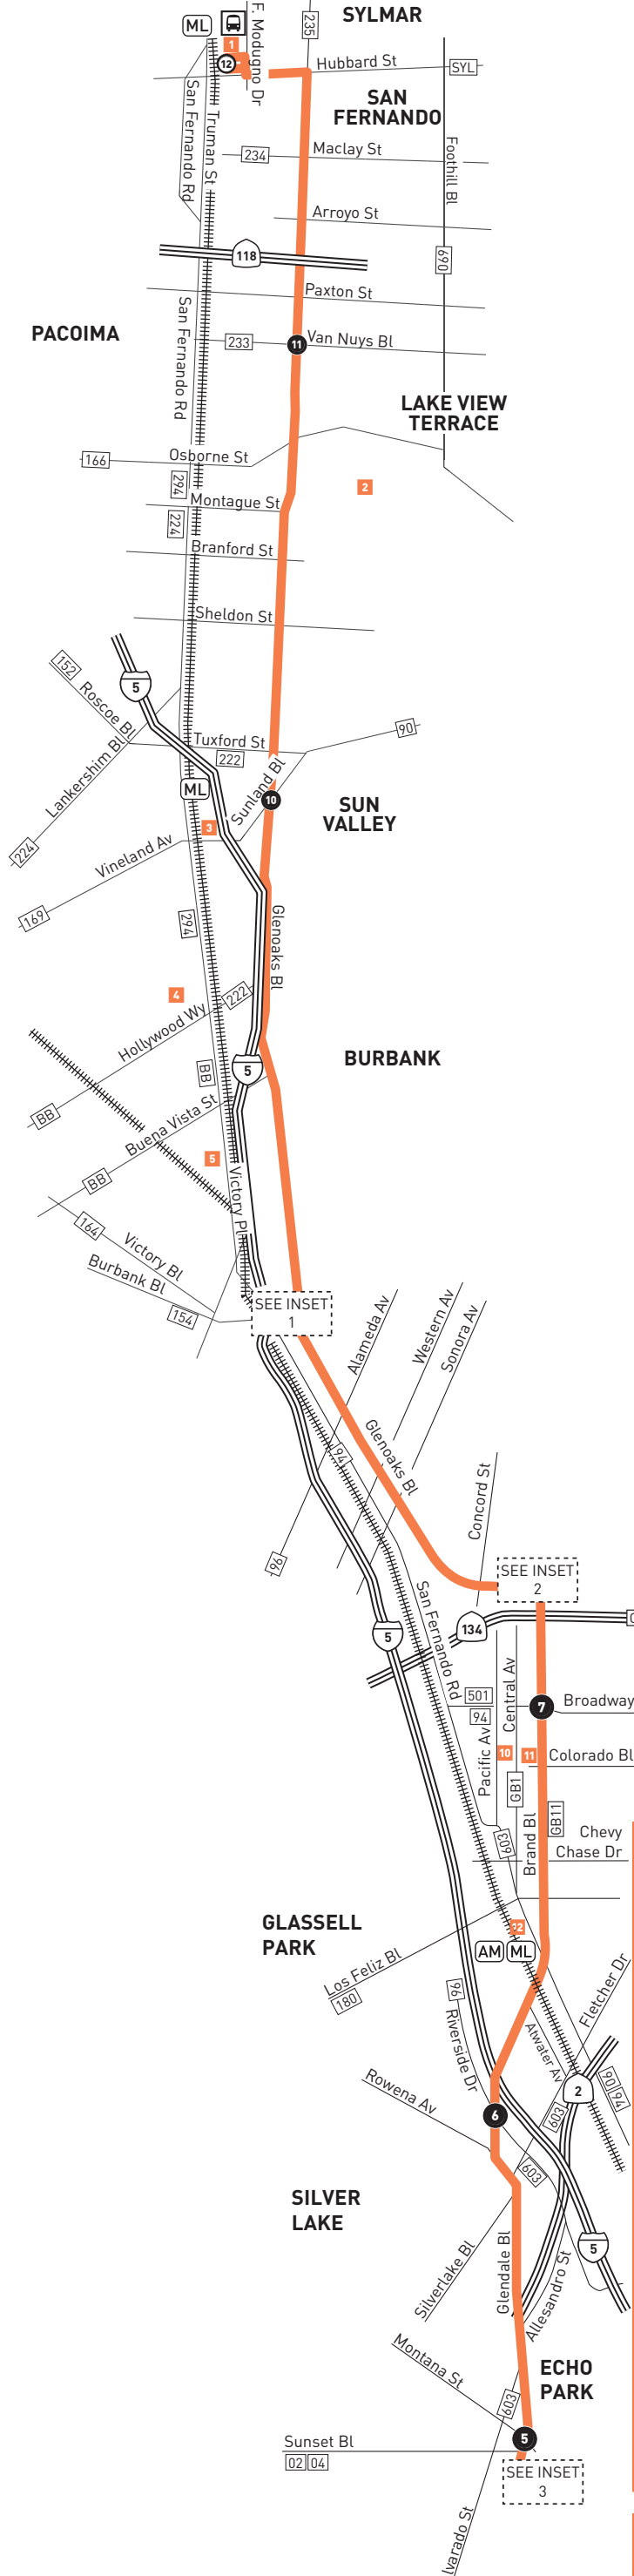 SYLMAR
ML
F. Modugno Dr
235
1
12
Hubbard St
SYL
SAN
FERNANDO
San Fernando Rd
Truman St
234
Maclay St
Foothill Bl
Arroyo St
118
690
Paxton St
San Fernando Rd
PACOIMA
233
11
Van Nuys Bl
LAKE VIEW
TERRACE
166
Osborne St
294
2
Montague St
224
Branford St
Sheldon St
152
Roscoe Bl
5
Lankershim Bl
Tuxford St
222
90
ML
Sunland Bl
10
SUN
VALLEY
3
224
Vineland Av
169
294
Glenoaks Bl
4
222
Hollywood Wy
BURBANK
5
BB
BB
Buena Vista St
5
BB
Victory Pl
164
Victory Bl
Burbank Bl
154
SEE INSET
1
Alameda Av
Western Av
Sonora Av
Glenoaks Bl
94
96
Concord St
SEE INSET
2
San Fernando Rd
134
5
501
94
Central Av
7
Broadway
Pacific Av
10
11
Colorado Bl
GB1
GB11
Brand Bl
603
Chevy
Chase Dr
GLASSELL
PARK
12
AM
ML
Los Feliz Bl
180
96
Riverside Dr
Fletcher Dr
Atwater Av
Rowena Av
2
90
94
6
603
603
SILVER
LAKE
Silverlake Bl
Glendale Bl
5
Allesandro St
Montana St
ECHO
PARK
603
Sunset Bl
5
02
04
SEE INSET
3
lvarado St